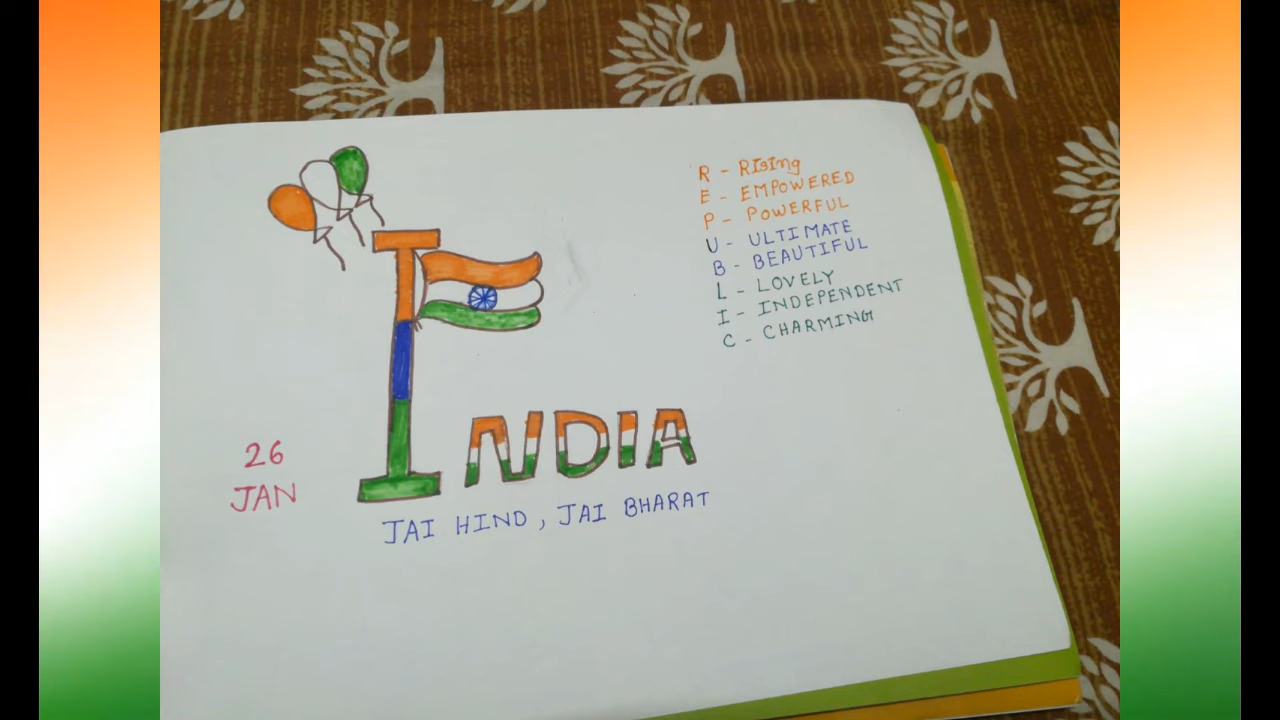 R - RIsing
E - EMPOWERED
P - POWERFUL
U - ULTIMATE
B - BEAUTIFUL
L - LOVELY
I - INDEPENDENT
C - CHARMING
INDIA
26
JAN
JAI HIND, JAI BHARAT